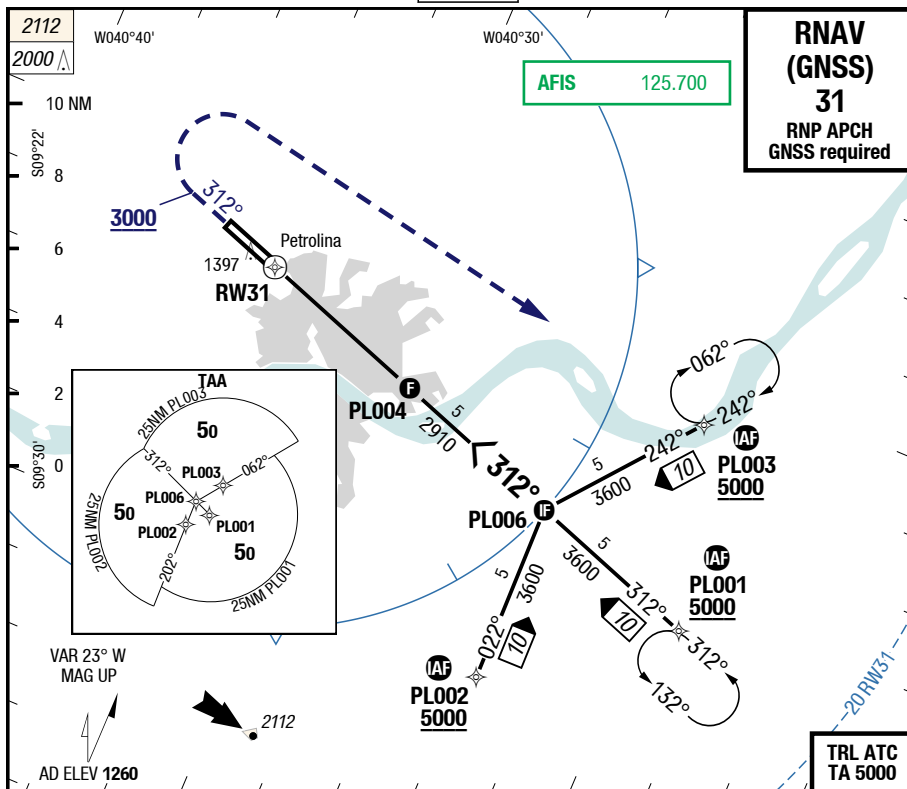 2112
2000
W040°40'
W040°30'
RNAV
(GNSS)
31
RNP APCH
GNSS required
AFIS 125.700
10 NM
S09°22'
8
6
4
2
0
S09°30'
312°
3000
Petrolina
1397
RW31
F
PL004
5
2910
312°
062°
242°
242°
10
5
3600
IAF
PL003
5000
IF
PL006
5
3600
IAF
PL001
5000
312°
10
312°
132°
5
3600
022°
10
IAF
PL002
5000
TAA
25NM PL003
50
312°
PL003
062°
PL006
50
PL002
PL001
50
25NM PL002
202°
25NM PL001
VAR 23° W
MAG UP
2112
AD ELEV 1260
20 RW31
TRL ATC
TA 5000